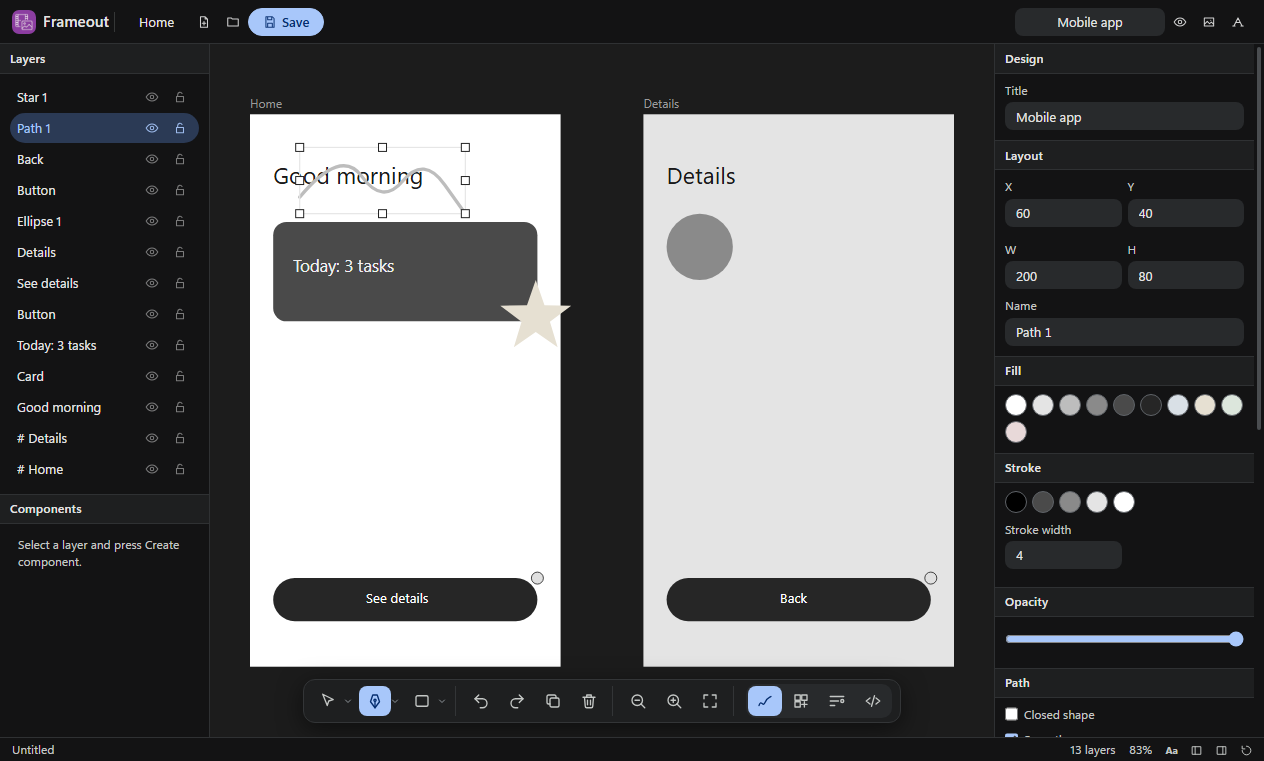 Frameout
Home
Save
Mobile app
Layers
Star 1
Path 1
Back
Button
Ellipse 1
Details
See details
Button
Today: 3 tasks
Card
Good morning
# Details
# Home
Components
Select a layer and press Create
component.
Home
Good morning
Today: 3 tasks
See details
Details
Details
Back
Design
Title
Mobile app
Layout
X
Y
60
40
W
H
200
80
Name
Path 1
Fill
Stroke
Stroke width
4
Opacity
Path
Closed shape
Untitled
13 layers
83%
Aa